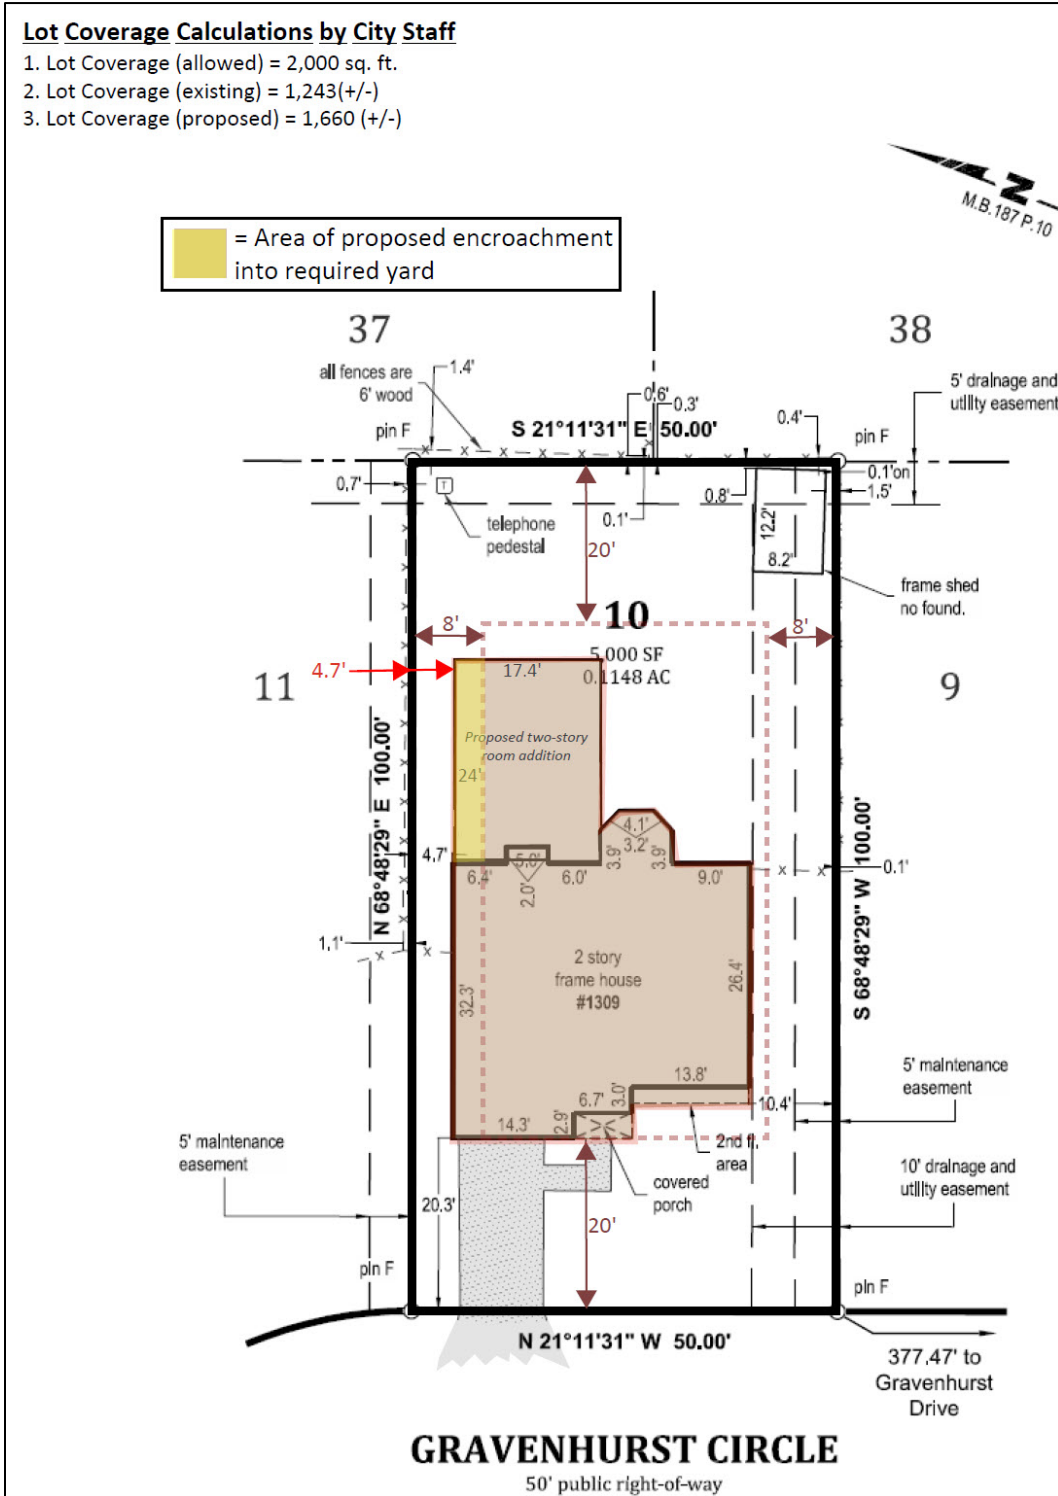 Lot Coverage Calculations by City Staff
1. Lot Coverage (allowed) = 2,000 sq. ft.
2. Lot Coverage (existing) = 1,243(+/-)
3. Lot Coverage (proposed) = 1,660 (+/-)
N
M.B.187 P.10
= Area of proposed encroachment
into required yard
37
38
all fences are
6' wood
1.4'
0.6'
0.3'
0.4'
5' drainage and
utility easement
pin F
S 21°11'31" E 50.00'
pin F
0.7'
T
telephone
pedestal
0.1'
20'
0.8'
12.2'
8.2'
0.1'on
1.5'
frame shed
no found.
8'
10
8'
5,000 SF
0.1148 AC
4.7'
17.4'
11
9
Proposed two-story
room addition
24'
N 68°48'29" E 100.00'
S 68°48'29" W 100.00'
4.1'
3.2'
3.9'
3.9'
4.7'
5.8'
2.0'
6.4'
6.0'
9.0'
0.1'
1.1'
2 story
frame house
#1309
32.3'
26.4'
13.8'
6.7'
3.0'
2.9'
14.3'
10.4'
5' maintenance
easement
2nd fl.
area
covered
porch
5' maintenance
easement
10' drainage and
utility easement
20.3'
20'
pin F
pin F
N 21°11'31" W 50.00'
377.47' to
Gravenhurst
Drive
GRAVENHURST CIRCLE
50' public right-of-way